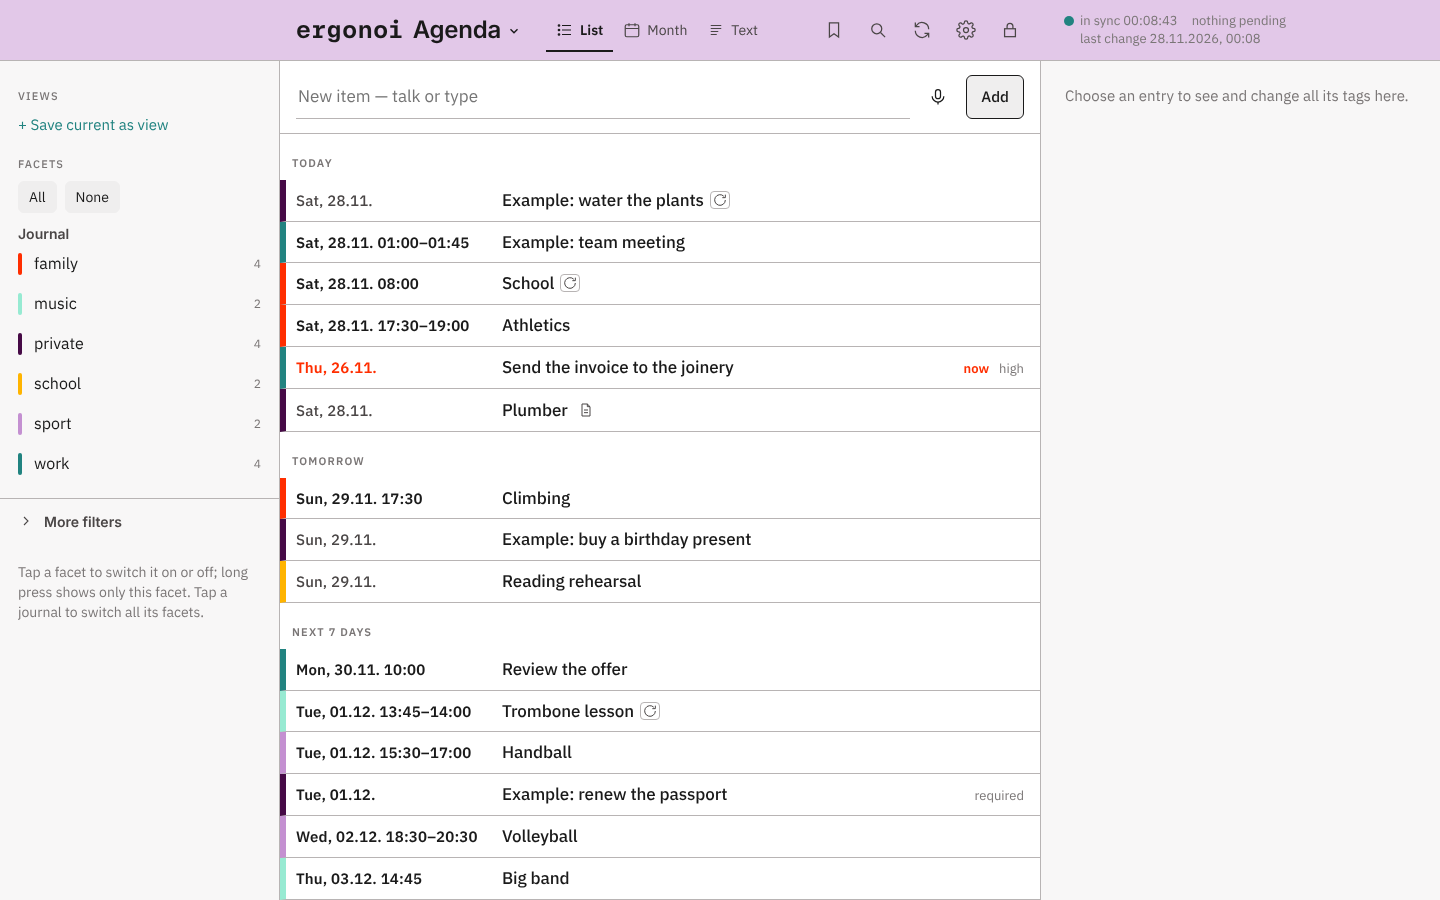 ergonoi Agenda
List
Month
Text
in sync 00:08:43 nothing pending
last change 28.11.2026, 00:08
VIEWS
+ Save current as view
FACETS
All
None
Journal
family 4
music 2
private 4
school 2
sport 2
work 4
More filters
Tap a facet to switch it on or off; long
press shows only this facet. Tap a
journal to switch all its facets.
New item — talk or type
Add
TODAY
Sat, 28.11. Example: water the plants
Sat, 28.11. 01:00–01:45 Example: team meeting
Sat, 28.11. 08:00 School
Sat, 28.11. 17:30–19:00 Athletics
Thu, 26.11. Send the invoice to the joinery now high
Sat, 28.11. Plumber
TOMORROW
Sun, 29.11. 17:30 Climbing
Sun, 29.11. Example: buy a birthday present
Sun, 29.11. Reading rehearsal
NEXT 7 DAYS
Mon, 30.11. 10:00 Review the offer
Tue, 01.12. 13:45–14:00 Trombone lesson
Tue, 01.12. 15:30–17:00 Handball
Tue, 01.12. Example: renew the passport required
Wed, 02.12. 18:30–20:30 Volleyball
Thu, 03.12. 14:45 Big band
Choose an entry to see and change all its tags here.